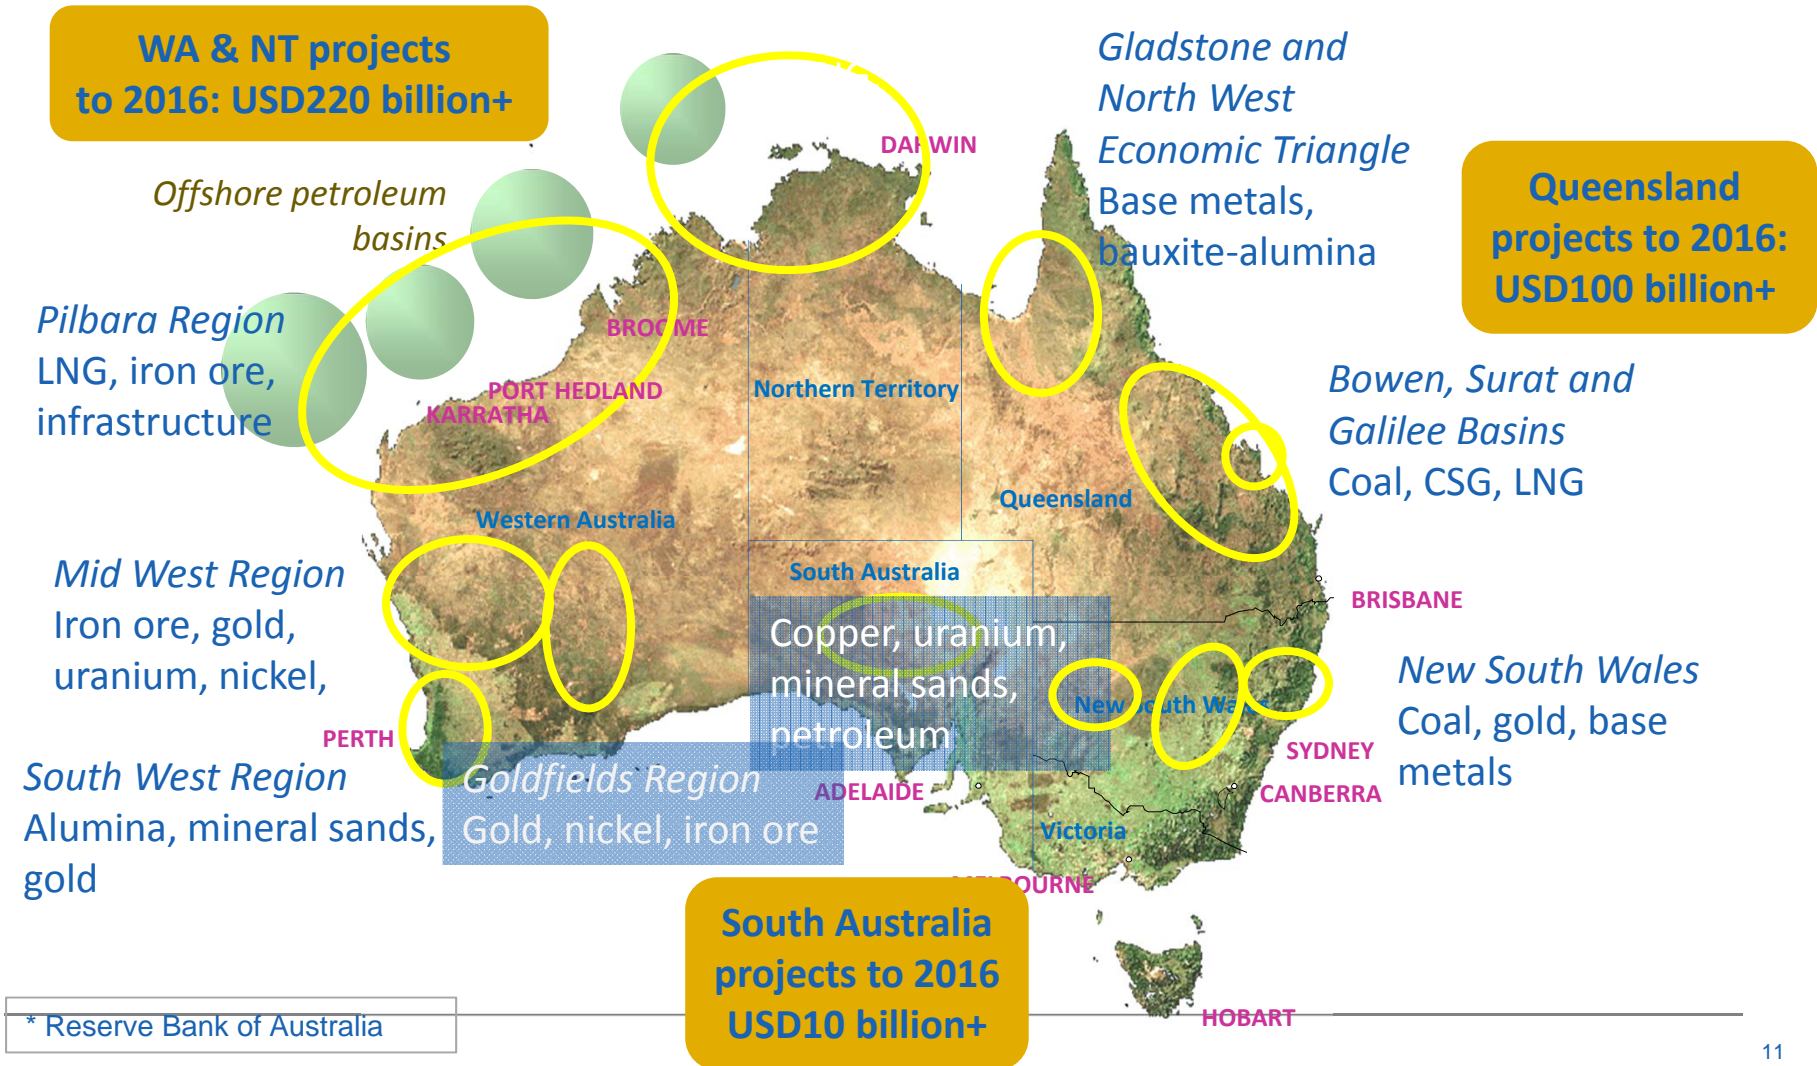 WA & NT projects
to 2016: USD220 billion+
Gladstone and
North West
Economic Triangle
Base metals,
bauxite-alumina
DARWIN
Queensland
projects to 2016:
USD100 billion+
Offshore petroleum
basins
Pilbara Region
LNG, iron ore,
infrastructure
BROOME
PORT HEDLAND
KARRATHA
Northern Territory
Bowen, Surat and
Galilee Basins
Coal, CSG, LNG
Queensland
Western Australia
South Australia
Mid West Region
Iron ore, gold,
uranium, nickel,
Copper, uranium,
mineral sands,
petroleum
BRISBANE
New South Wales
Coal, gold, base
metals
New South Wales
PERTH
SYDNEY
CANBERRA
South West Region
Alumina, mineral sands,
gold
Goldfields Region
Gold, nickel, iron ore
ADELAIDE
Victoria
MELBOURNE
South Australia
projects to 2016
USD10 billion+
HOBART
* Reserve Bank of Australia
11